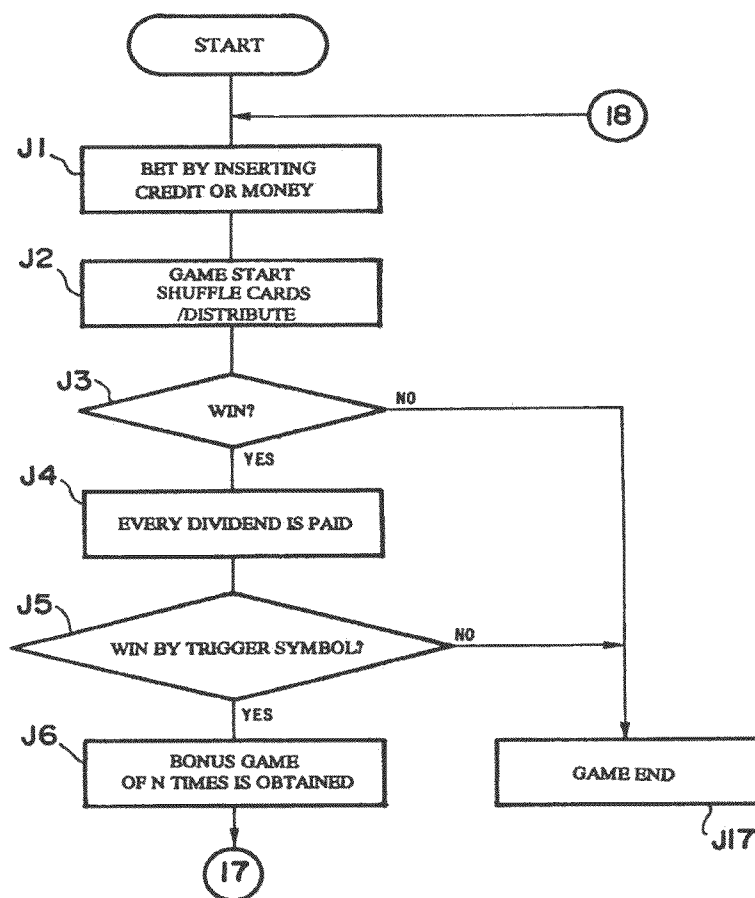 START
18
J1
BET BY INSERTING
CREDIT OR MONEY
J2
GAME START
SHUFFLE CARDS
/DISTRIBUTE
J3
WIN?
NO
YES
J4
EVERY DIVIDEND IS PAID
J5
WIN BY TRIGGER SYMBOL?
NO
YES
J6
BONUS GAME
OF N TIMES IS OBTAINED
GAME END
J17
17